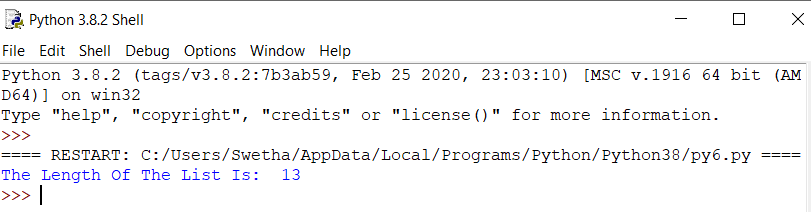 Python 3.8.2 Shell
File Edit Shell Debug Options Window Help
Python 3.8.2 (tags/v3.8.2:7b3ab59, Feb 25 2020, 23:03:10) [MSC v.1916 64 bit (AM
D64)] on win32
Type "help", "copyright", "credits" or "license()" for more information.
>>>
==== RESTART: C:/Users/Swetha/AppData/Local/Programs/Python/Python38/py6.py ====
The Length Of The List Is:  13
>>>